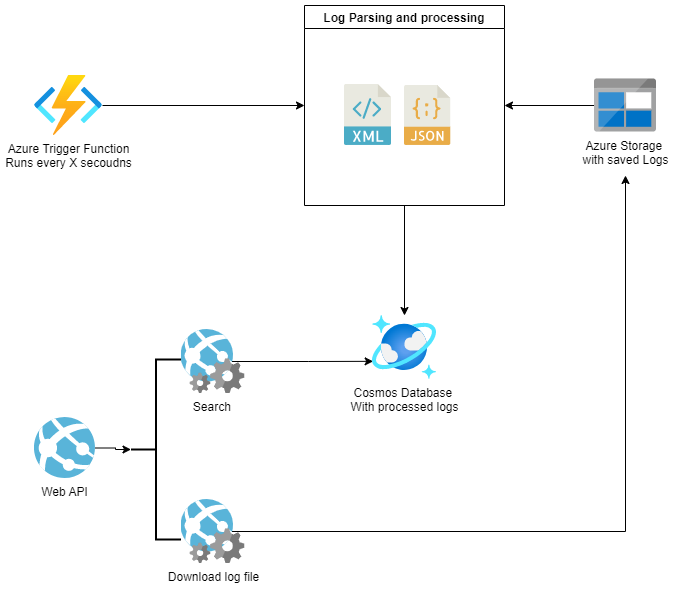 Log Parsing and processing
XML
JSON
Azure Trigger Function
Runs every X secoudns
Azure Storage
with saved Logs
Cosmos Database
With processed logs
Search
Web API
Download log file